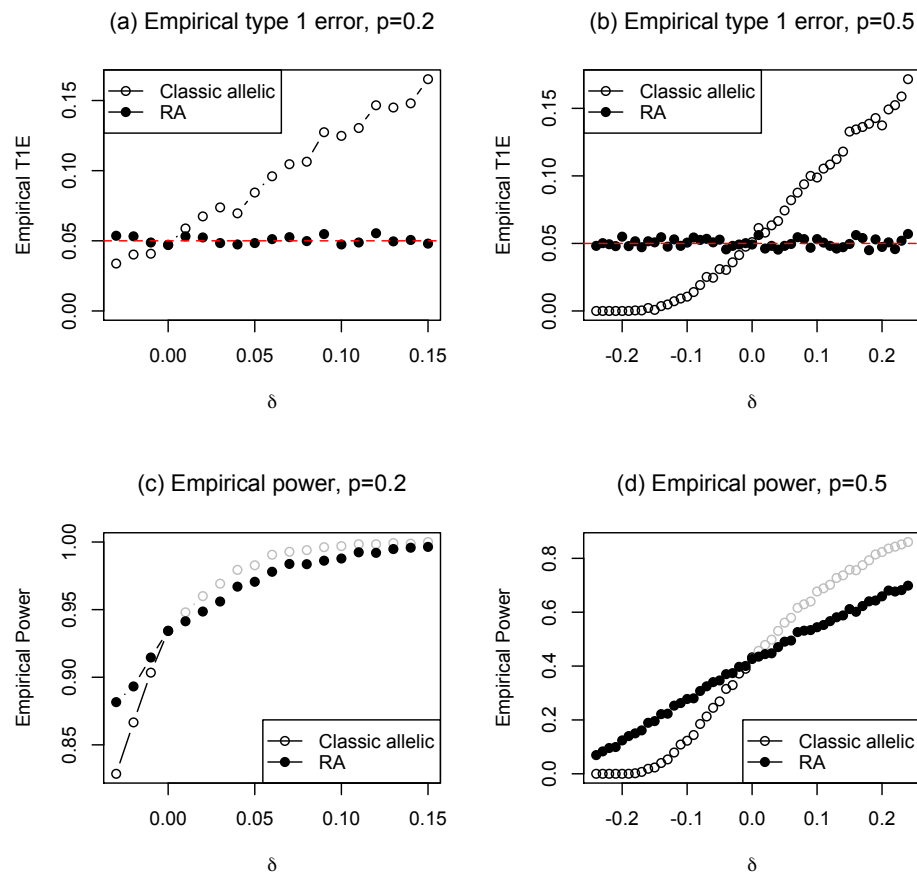 (a) Empirical type 1 error, p=0.2
Classic allelic
RA
Empirical T1E
0.15
0.10
0.05
0.00
0.00 0.05 0.10 0.15
δ
(b) Empirical type 1 error, p=0.5
Classic allelic
RA
Empirical T1E
0.15
0.10
0.05
0.00
-0.2 -0.1 0.0 0.1 0.2
δ
(c) Empirical power, p=0.2
Empirical Power
1.00
0.95
0.90
0.85
Classic allelic
RA
0.00 0.05 0.10 0.15
δ
(d) Empirical power, p=0.5
Empirical Power
0.8
0.6
0.4
0.2
0.0
Classic allelic
RA
-0.2 -0.1 0.0 0.1 0.2
δ